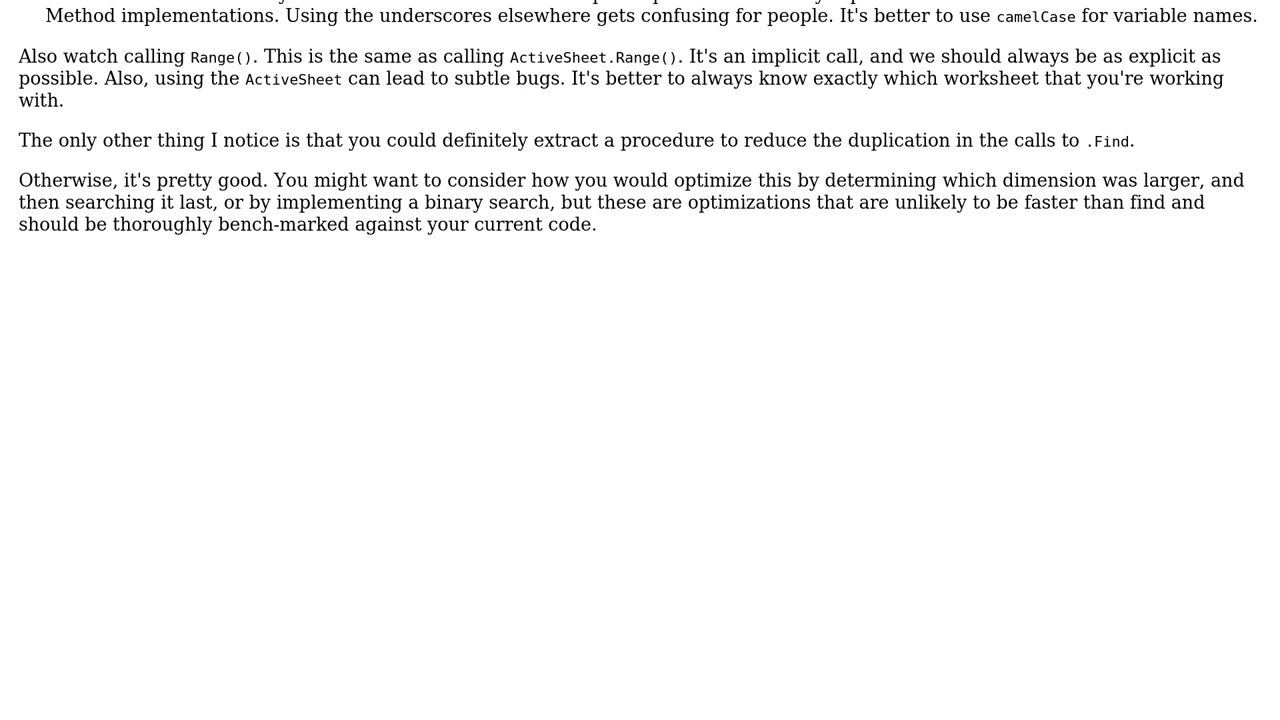 Method implementations. Using the underscores elsewhere gets confusing for people. It's better to use camelCase for variable names.
Also watch calling Range(). This is the same as calling ActiveSheet.Range(). It's an implicit call, and we should always be as explicit as
possible. Also, using the ActiveSheet can lead to subtle bugs. It's better to always know exactly which worksheet that you're working
with.
The only other thing I notice is that you could definitely extract a procedure to reduce the duplication in the calls to .Find.
Otherwise, it's pretty good. You might want to consider how you would optimize this by determining which dimension was larger, and
then searching it last, or by implementing a binary search, but these are optimizations that are unlikely to be faster than find and
should be thoroughly bench-marked against your current code.